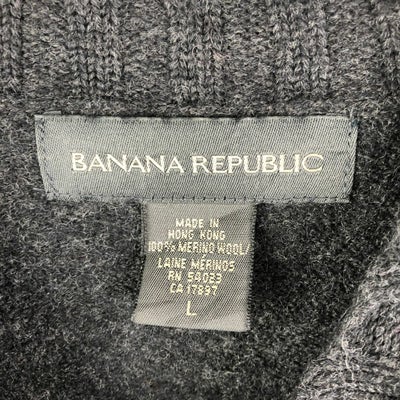 BANANA REPUBLIC
MADE IN
HONG KONG
100% MERINO WOOL/
LAINE MÉRINOS
RN 54023
CA 17897
L